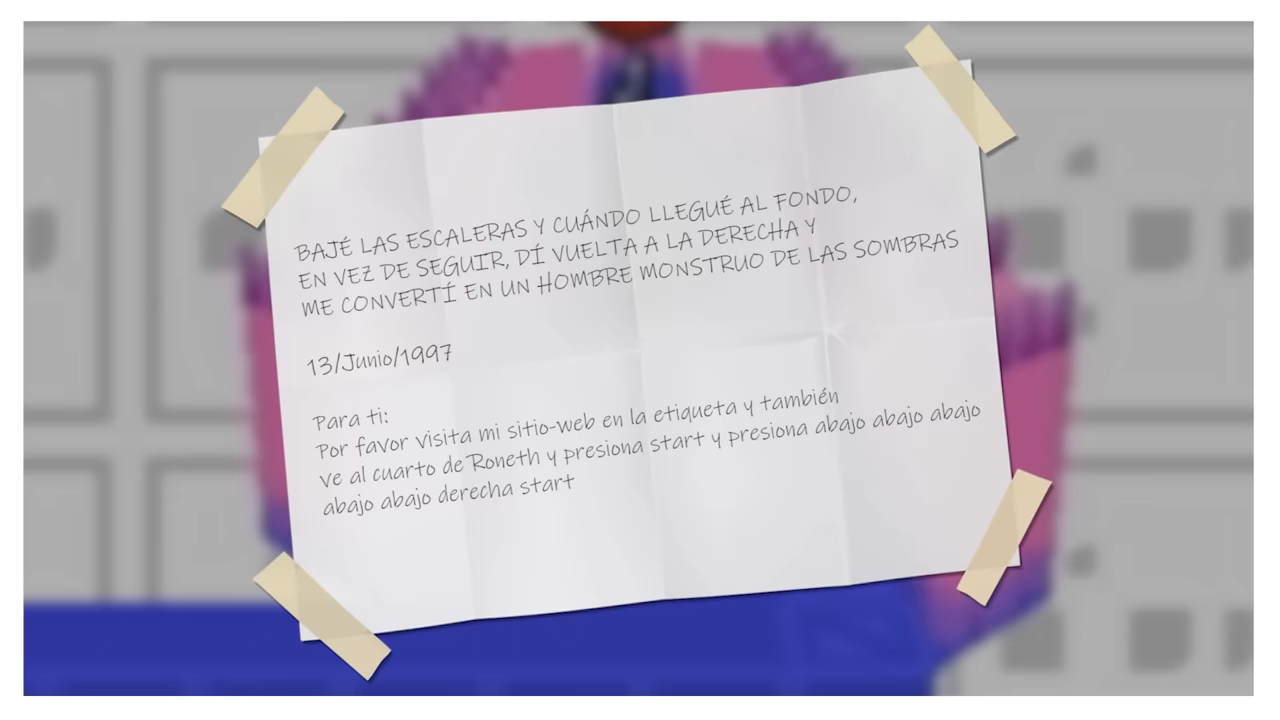 BAJÉ LAS ESCALERAS Y CUÁNDO LLEGUÉ AL FONDO,
EN VEZ DE SEGUIR, DÍ VUELTA A LA DERECHA Y
ME CONVERTÍ EN UN HOMBRE MONSTRUO DE LAS SOMBRAS
13/Junio/1997
Para ti:
Por favor visita mi sitio-web en la etiqueta y también
ve al cuarto de Roneth y presiona start y presiona abajo abajo abajo
abajo abajo derecha start